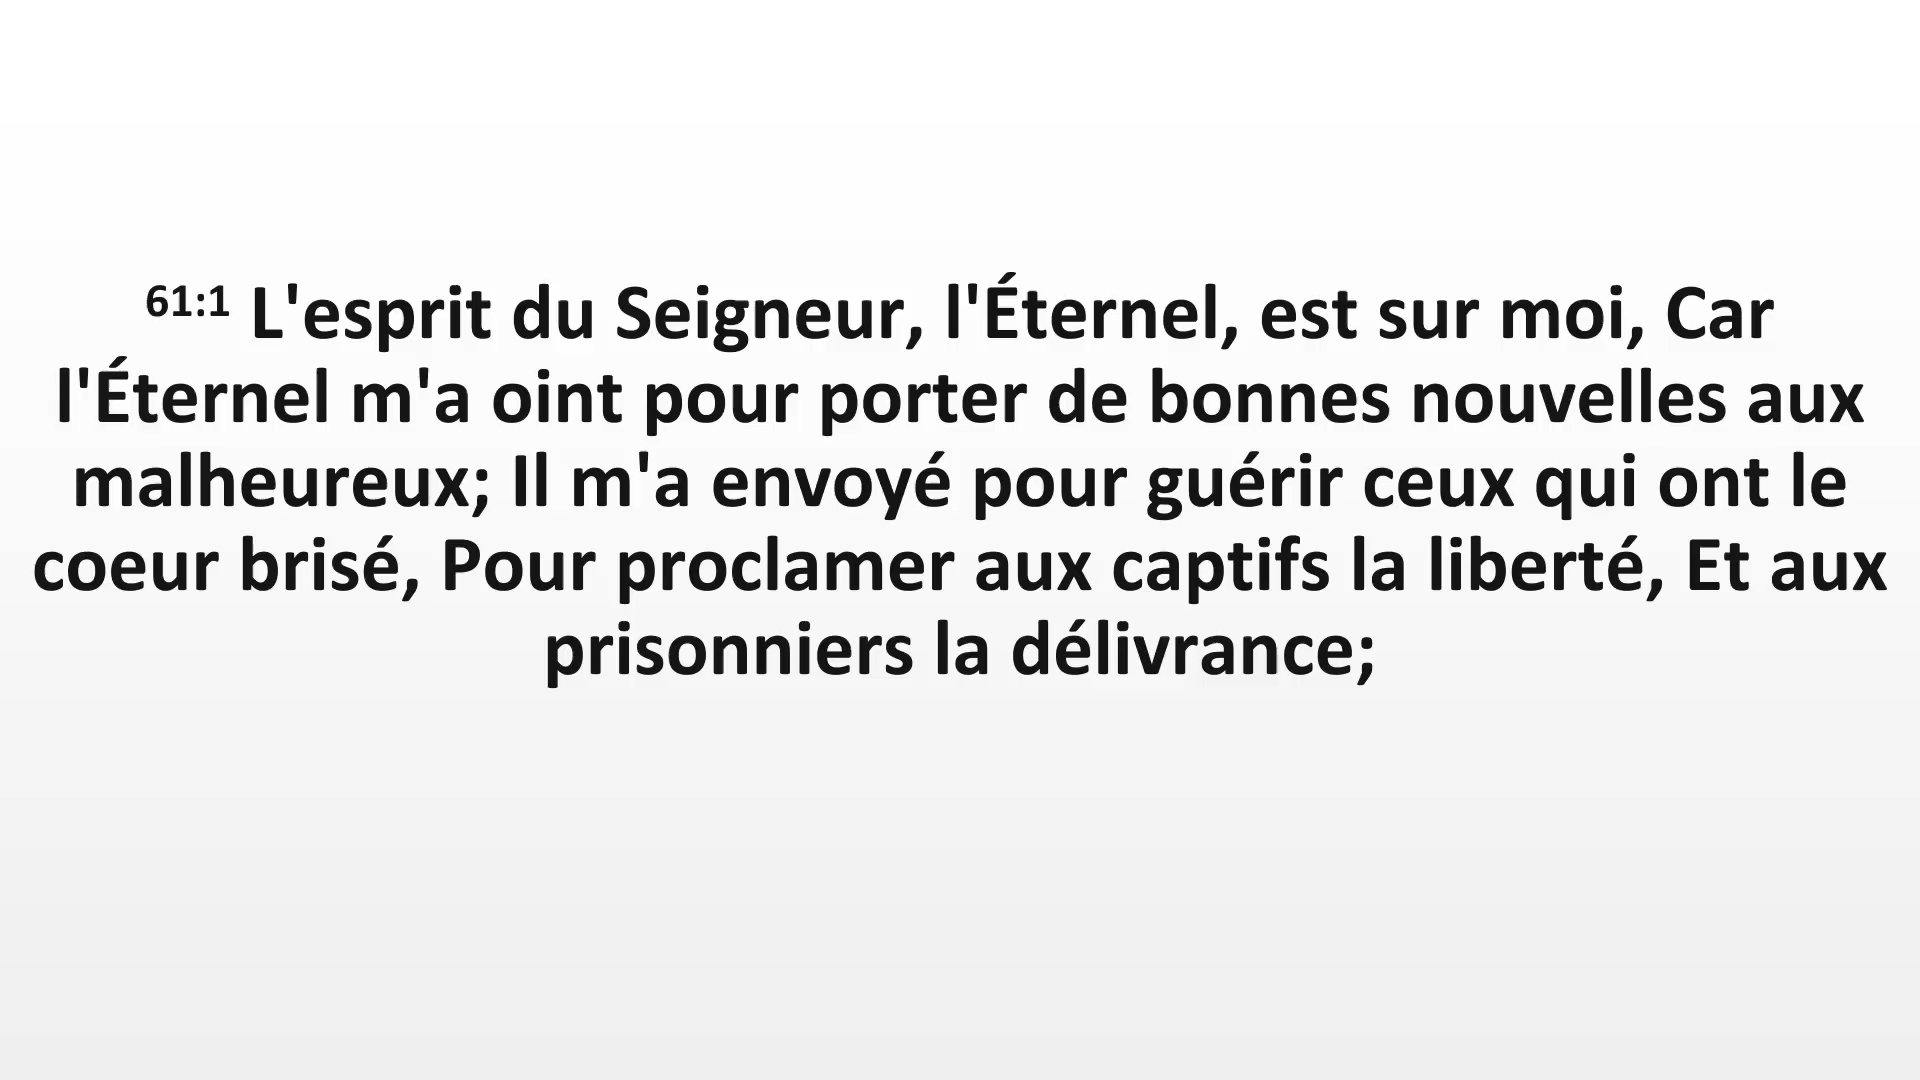 61:1 L'esprit du Seigneur, l'Éternel, est sur moi, Car
l'Éternel m'a oint pour porter de bonnes nouvelles aux
malheureux; Il m'a envoyé pour guérir ceux qui ont le
coeur brisé, Pour proclamer aux captifs la liberté, Et aux
prisonniers la délivrance;